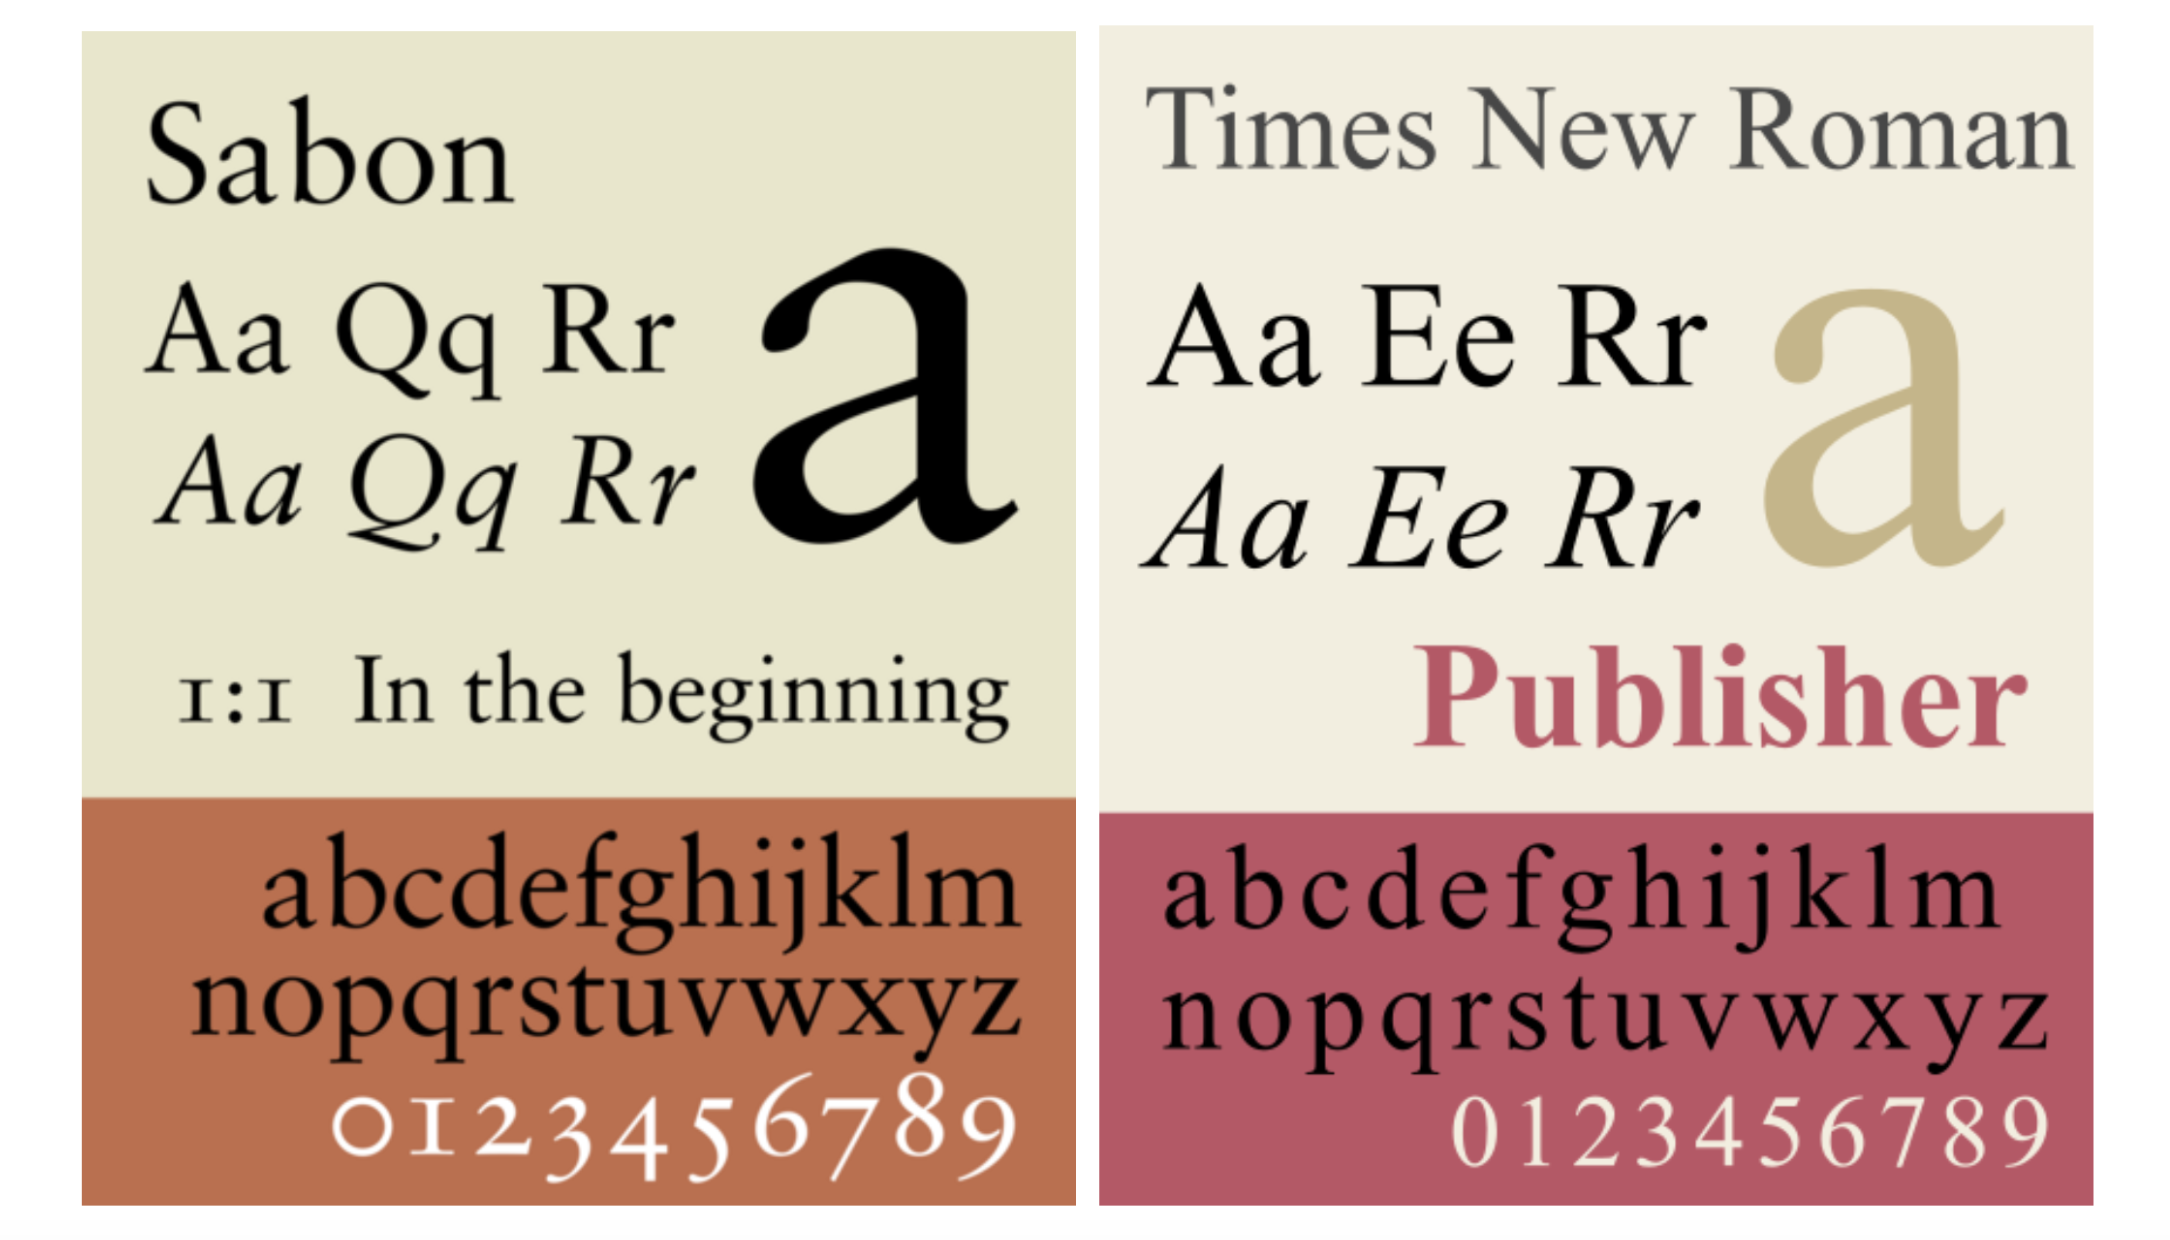 Sabon
Aa Qq Rr
Aa Qq Rr
a
1:1 In the beginning
abcdefghijklm
nopqrstuvwxyz
0123456789
Times New Roman
Aa Ee Rr
Aa Ee Rr
a
Publisher
abcdefghijklm
nopqrstuvwxyz
0123456789